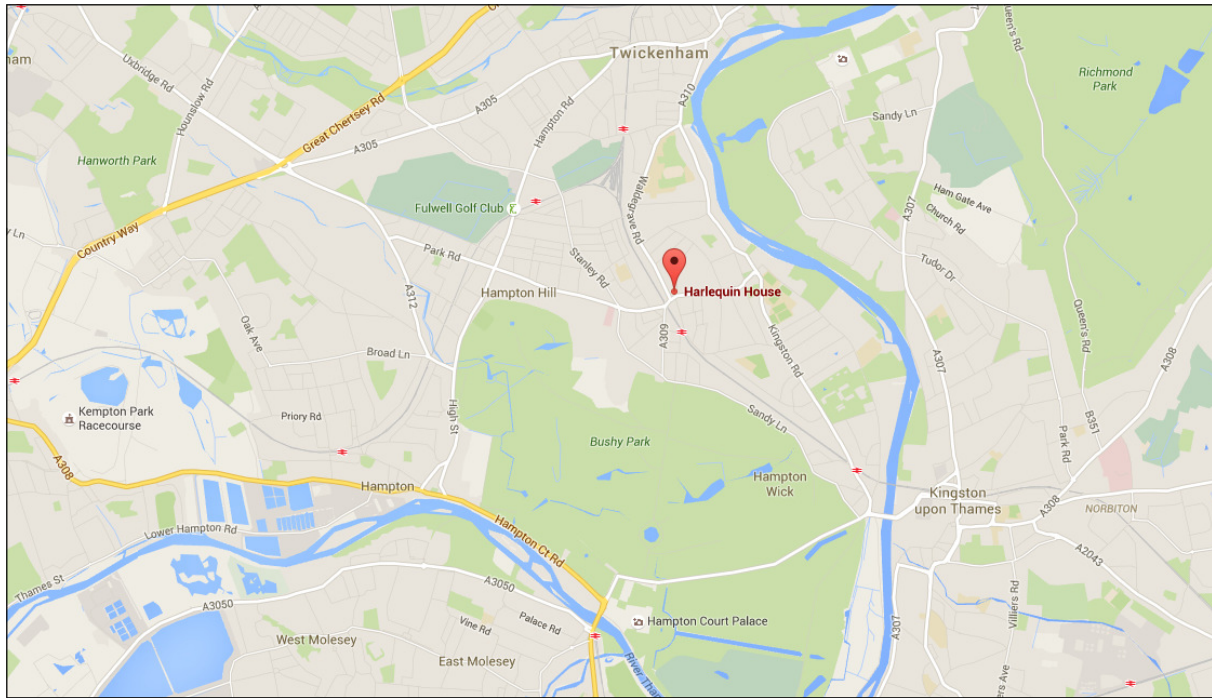 A305
Twickenham
Queen's Rd
Richmond
Park
Uxbridge Rd
Hounslow Rd
Great Chertsey Rd
A305
Hampton Rd
A310
Sandy Ln
A305
Hanworth Park
Waldegrave Rd
Ham Gate Ave
Church Rd
A307
Fulwell Golf Club
Country Way
Park Rd
Stanley Rd
Tudor Dr
A312
Hampton Hill
Harlequin House
Queen's Rd
Oak Ave
Broad Ln
A309
Kingston Rd
A307
A308
Kempton Park
Racecourse
Priory Rd
High St
Sandy Ln
B351
Park Rd
Bushy Park
A308
Hampton
Hampton
Wick
Kingston
upon Thames
A308
NORBITON
Lower Hampton Rd
Hampton Ct Rd
A2043
Thames St
A3050
A3050
Villiers Rd
Vine Rd
Palace Rd
Hampton Court Palace
A307
West Molesey
East Molesey